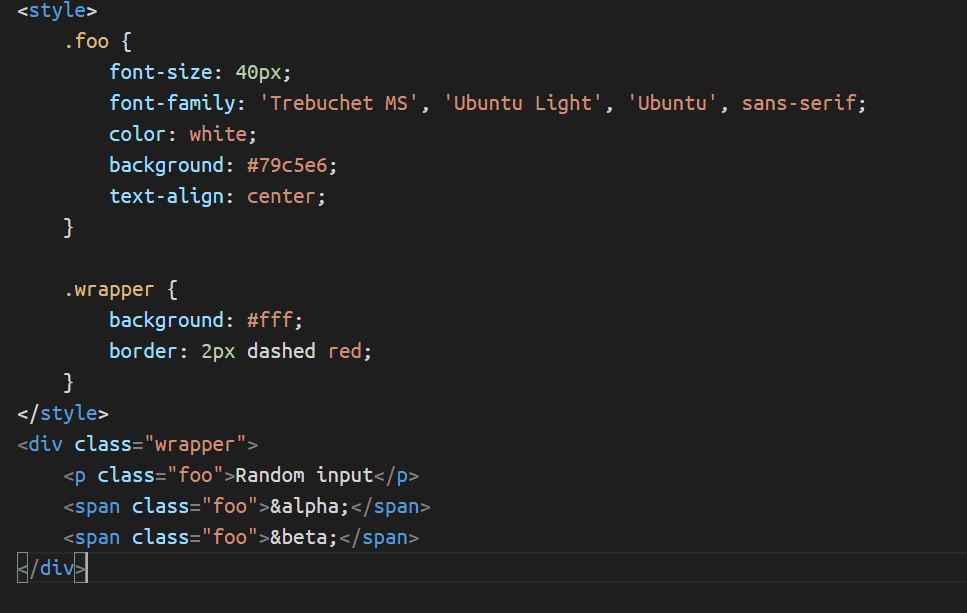 <style>
    .foo {
        font-size: 40px;
        font-family: 'Trebuchet MS', 'Ubuntu Light', 'Ubuntu', sans-serif;
        color: white;
        background: #79c5e6;
        text-align: center;
    }

    .wrapper {
        background: #fff;
        border: 2px dashed red;
    }
</style>
<div class="wrapper">
    <p class="foo">Random input</p>
    <span class="foo">&alpha;</span>
    <span class="foo">&beta;</span>
</div>